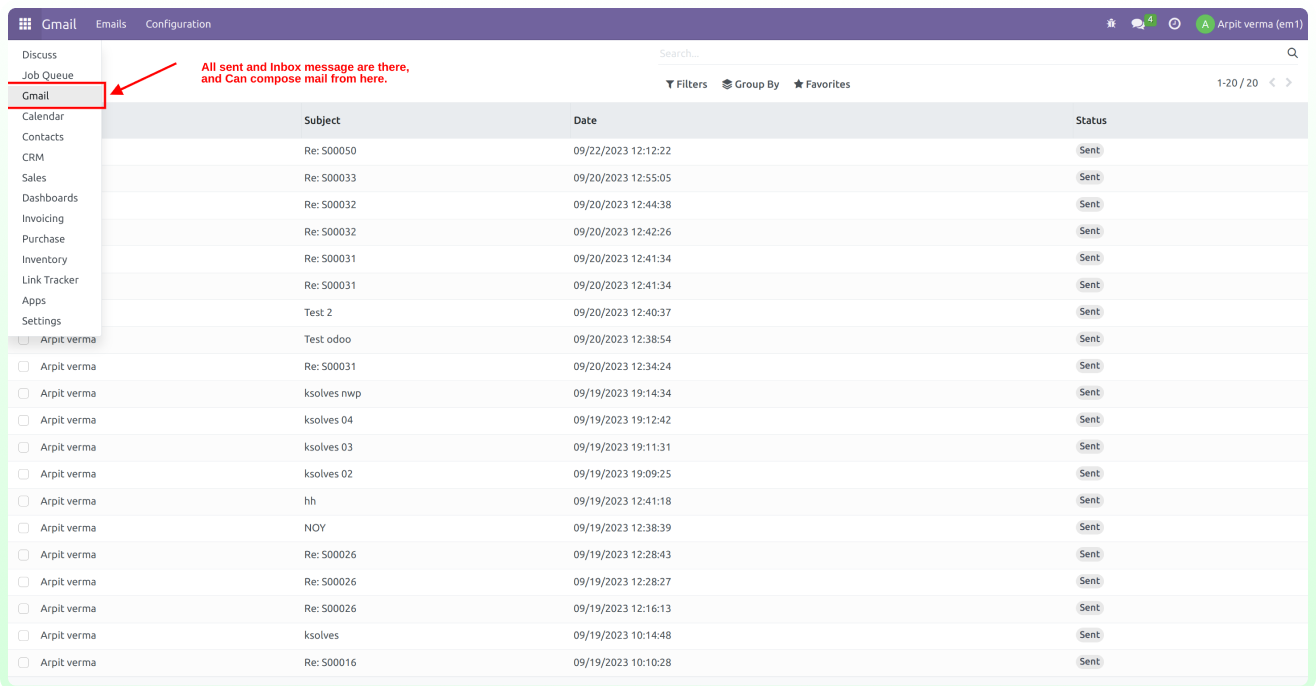 Gmail Emails Configuration 4 A Arpit verma (em1)
Discuss
Job Queue
Gmail
Calendar
Contacts
CRM
Sales
Dashboards
Invoicing
Purchase
Inventory
Link Tracker
Apps
Settings
All sent and Inbox message are there,
and Can compose mail from here.
Search...
Filters Group By Favorites 1-20 / 20
Subject Date Status
Re: S00050 09/22/2023 12:12:22 Sent
Re: S00033 09/20/2023 12:55:05 Sent
Re: S00032 09/20/2023 12:44:38 Sent
Re: S00032 09/20/2023 12:42:26 Sent
Re: S00031 09/20/2023 12:41:34 Sent
Re: S00031 09/20/2023 12:41:34 Sent
Test 2 09/20/2023 12:40:37 Sent
Arpit verma Test odoo 09/20/2023 12:38:54 Sent
Arpit verma Re: S00031 09/20/2023 12:34:24 Sent
Arpit verma ksolves nwp 09/19/2023 19:14:34 Sent
Arpit verma ksolves 04 09/19/2023 19:12:42 Sent
Arpit verma ksolves 03 09/19/2023 19:11:31 Sent
Arpit verma ksolves 02 09/19/2023 19:09:25 Sent
Arpit verma hh 09/19/2023 12:41:18 Sent
Arpit verma NOY 09/19/2023 12:38:39 Sent
Arpit verma Re: S00026 09/19/2023 12:28:43 Sent
Arpit verma Re: S00026 09/19/2023 12:28:27 Sent
Arpit verma Re: S00026 09/19/2023 12:16:13 Sent
Arpit verma ksolves 09/19/2023 10:14:48 Sent
Arpit verma Re: S00016 09/19/2023 10:10:28 Sent